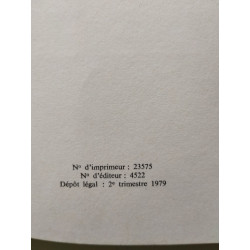 Nº d'imprimeur : 23575
Nº d'éditeur : 4522
Dépôt légal : 2e trimestre 1979